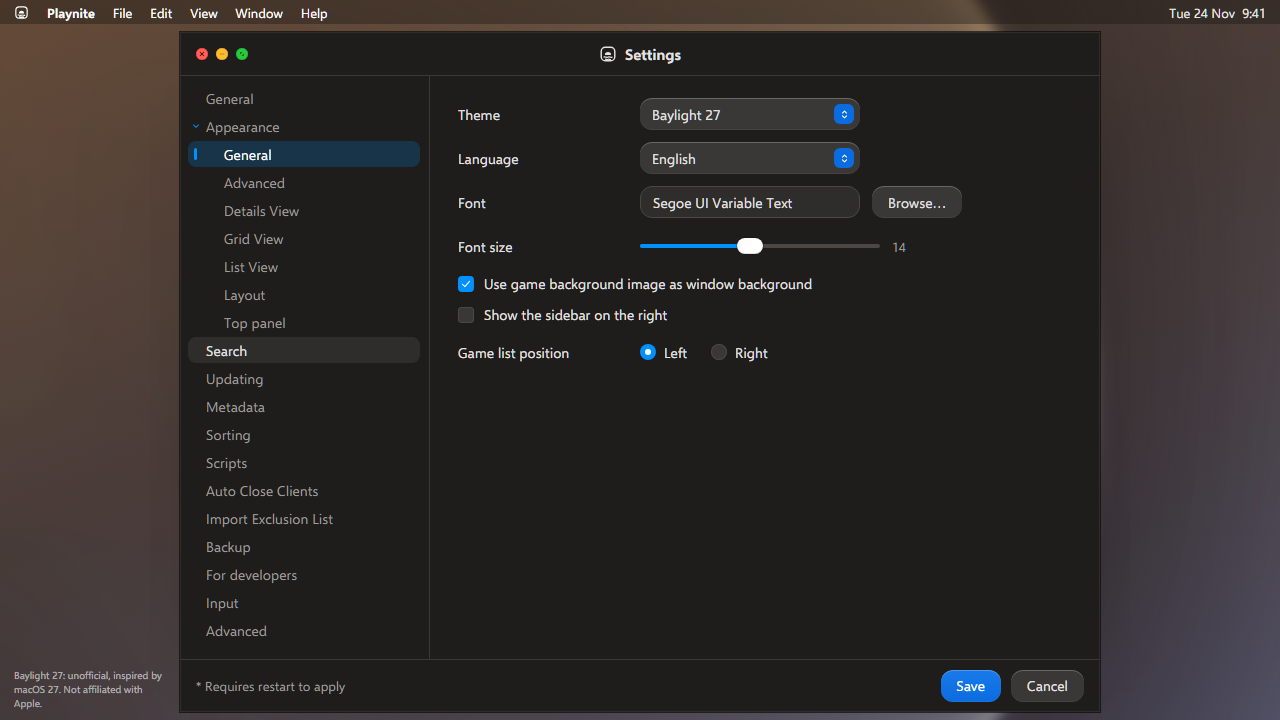 Playnite File Edit View Window Help Tue 24 Nov 9:41
Settings
General
Appearance
General
Advanced
Details View
Grid View
List View
Layout
Top panel
Search
Updating
Metadata
Sorting
Scripts
Auto Close Clients
Import Exclusion List
Backup
For developers
Input
Advanced
Theme Baylight 27
Language English
Font Segoe UI Variable Text Browse...
Font size 14
Use game background image as window background
Show the sidebar on the right
Game list position Left Right
* Requires restart to apply
Save Cancel
Baylight 27: unofficial, inspired by
macOS 27. Not affiliated with
Apple.